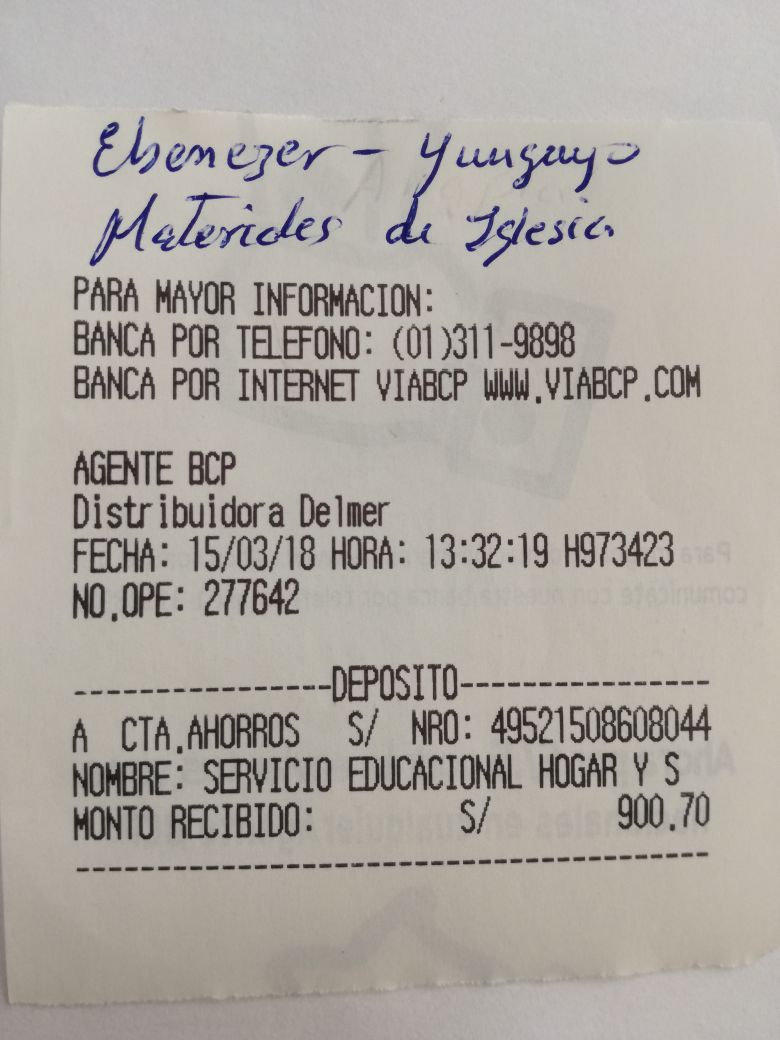 Ebenezer - Yunguyo
Materiales de Iglesia
PARA MAYOR INFORMACION:
BANCA POR TELEFONO: (01)311-9898
BANCA POR INTERNET VIABCP WWW.VIABCP.COM
AGENTE BCP
Distribuidora Delmer
FECHA: 15/03/18 HORA: 13:32:19 H973423
NO.OPE: 277642
----------------DEPOSITO----------------
A CTA.AHORROS S/ NRO: 49521508608044
NOMBRE: SERVICIO EDUCACIONAL HOGAR Y S
MONTO RECIBIDO: S/ 900.70